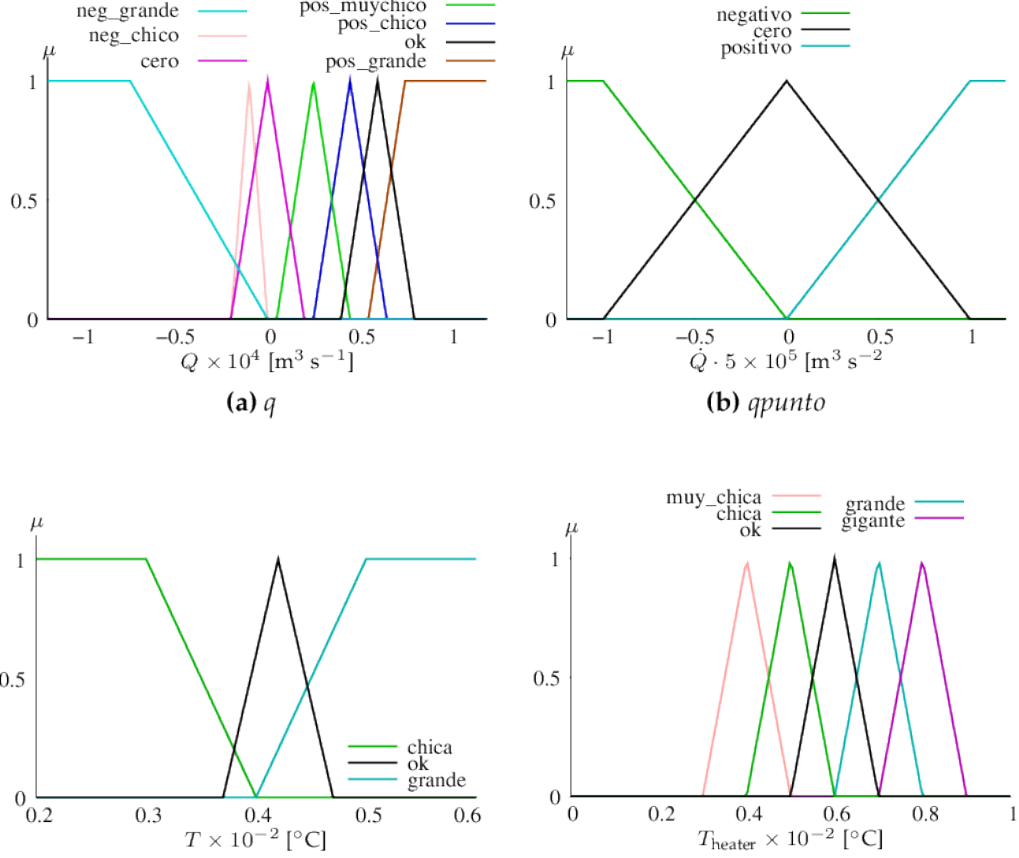 neg_grande
neg_chico
cero
pos_muychico
pos_chico
ok
pos_grande
μ
1
0.5
0
−1 −0.5 0 0.5 1
Q × 10⁴ [m³ s⁻¹]
(a) q
negativo
cero
positivo
μ
1
0.5
0
−1 −0.5 0 0.5 1
Q̇ · 5 × 10⁵ [m³ s⁻²
(b) qpunto
μ
1
0.5
0
chica
ok
grande
0.2 0.3 0.4 0.5 0.6
T × 10⁻² [°C]
muy_chica
chica
ok
grande
gigante
μ
1
0.5
0
0 0.2 0.4 0.6 0.8 1
T_heater × 10⁻² [°C]